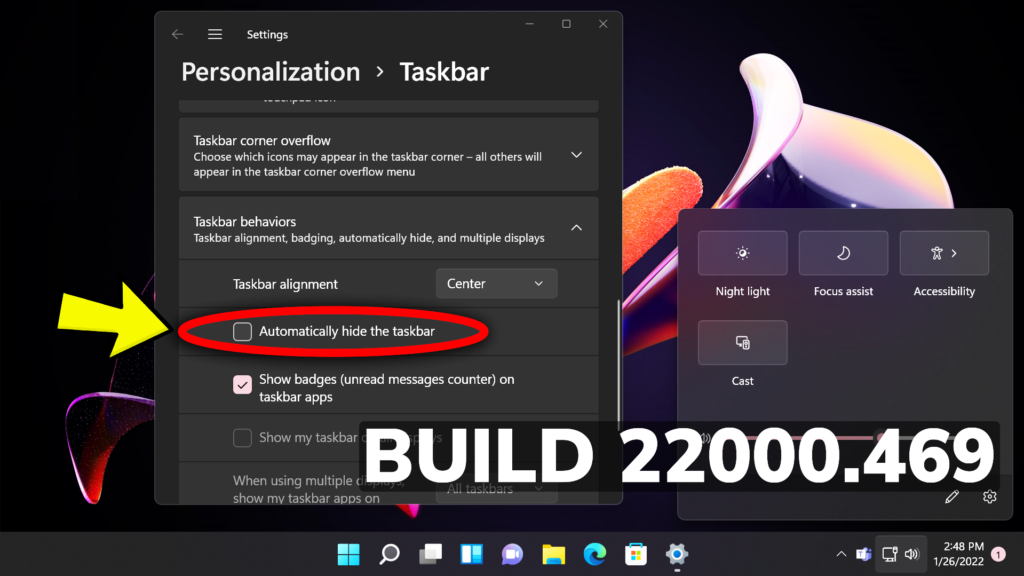 Settings
Personalization > Taskbar
touchpad icon
Taskbar corner overflow
Choose which icons may appear in the taskbar corner – all others will
appear in the taskbar corner overflow menu
Taskbar behaviors
Taskbar alignment, badging, automatically hide, and multiple displays
Taskbar alignment
Center
Automatically hide the taskbar
Show badges (unread messages counter) on
taskbar apps
Show my taskbar
When using multiple displays,
show my taskbar apps on
All taskbars
Night light
Focus assist
Accessibility
Cast
BUILD 22000.469
2:48 PM
1/26/2022
1